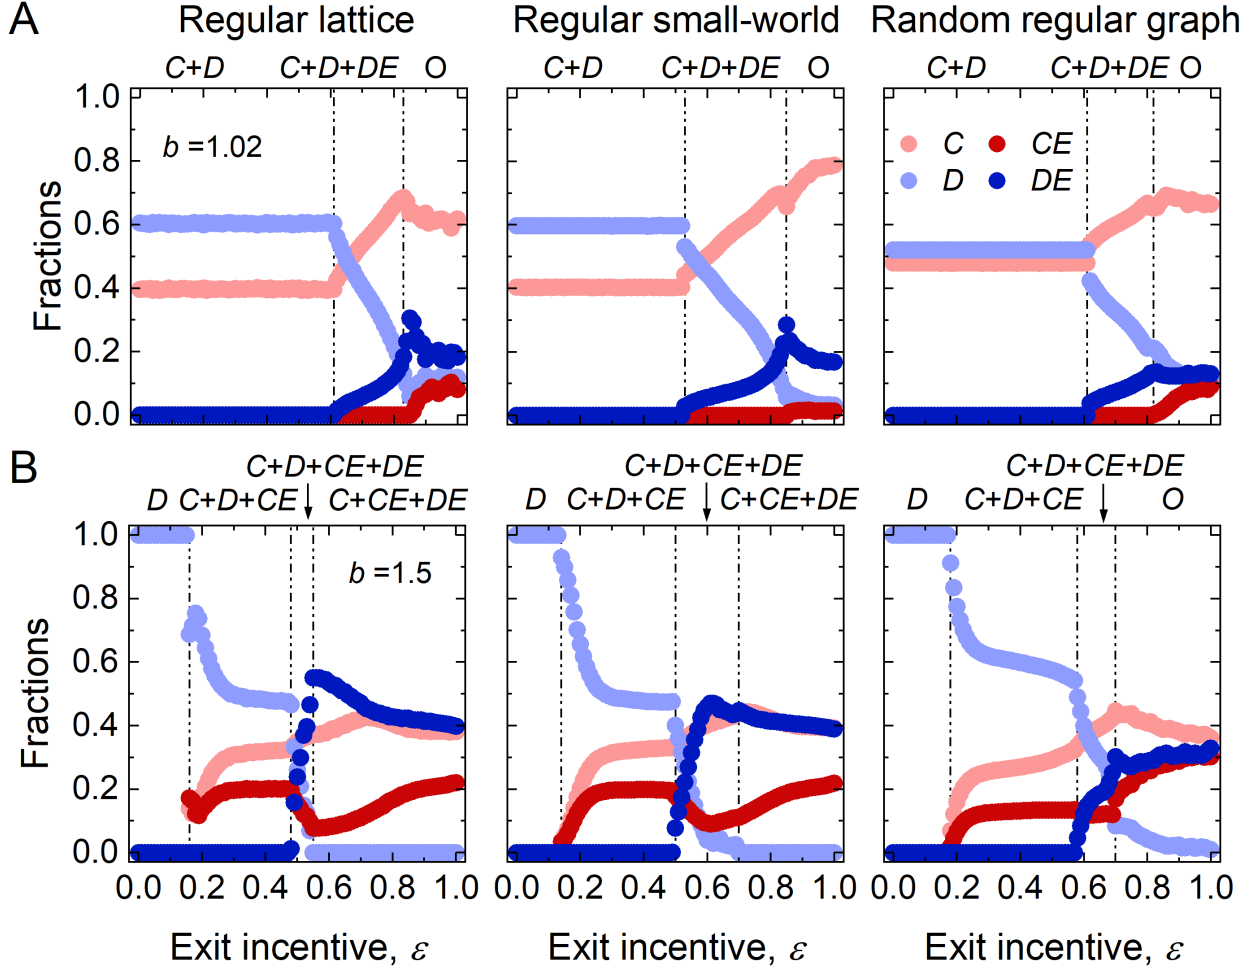 A
Regular lattice
Regular small-world
Random regular graph
C+D C+D+DE O
C+D C+D+DE O
C+D C+D+DE O
1.0
0.8
0.6
0.4
0.2
0.0
Fractions
b =1.02
C CE
D DE
B
C+D+CE+DE
C+D+CE+DE
C+D+CE+DE
D C+D+CE C+CE+DE
D C+D+CE C+CE+DE
D C+D+CE O
1.0
0.8
0.6
0.4
0.2
0.0
Fractions
b =1.5
0.0 0.2 0.4 0.6 0.8 1.0
0.0 0.2 0.4 0.6 0.8 1.0
0.0 0.2 0.4 0.6 0.8 1.0
Exit incentive, ε
Exit incentive, ε
Exit incentive, ε